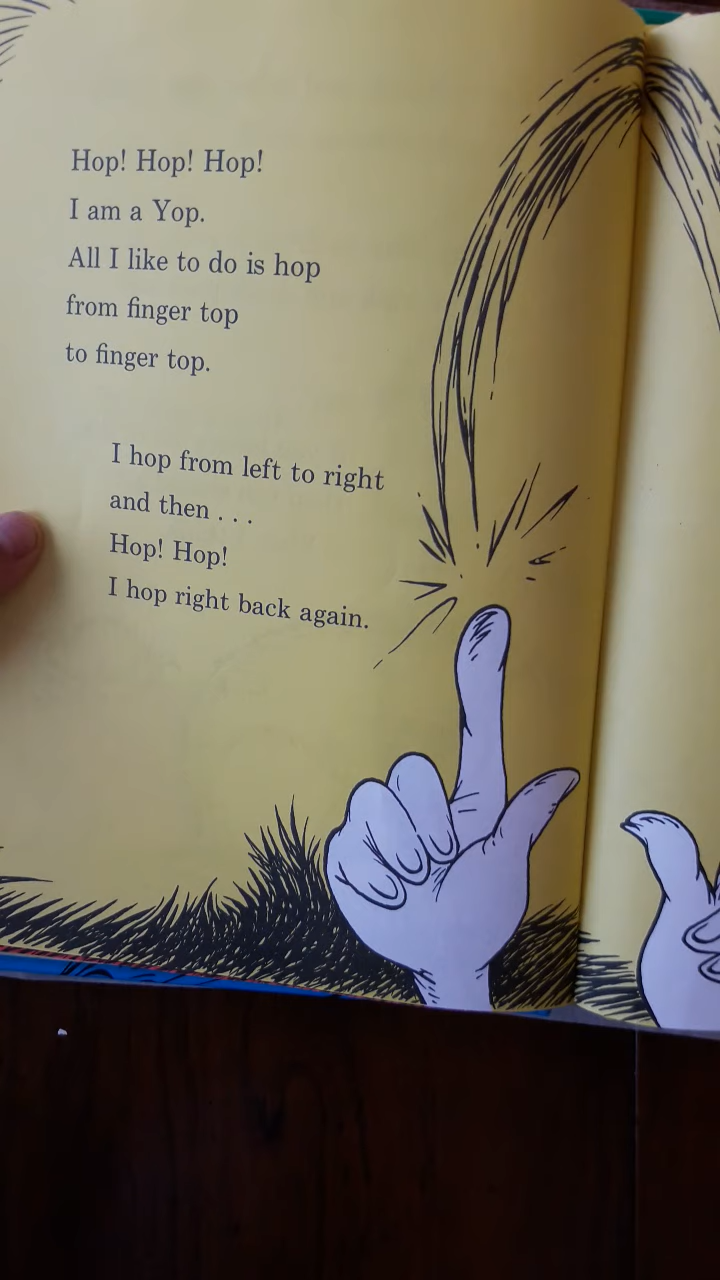 Hop! Hop! Hop!
I am a Yop.
All I like to do is hop
from finger top
to finger top.
I hop from left to right
and then . . .
Hop! Hop!
I hop right back again.